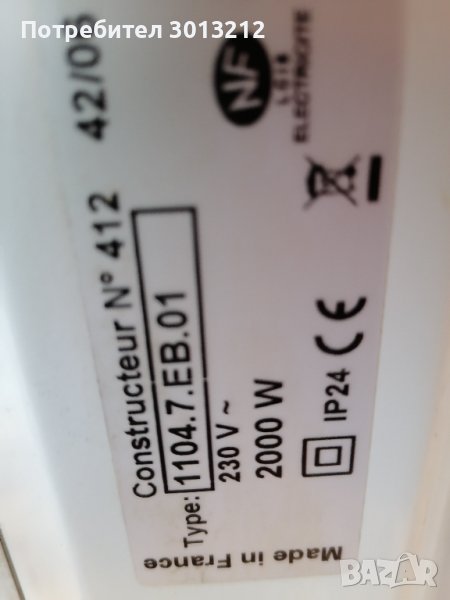 Потребител 3013212
Constructeur N° 412 42/0
Type: 1104.7.EB.01
230 V ~
2000 W
IP24 CE
NF
LCIE
ELECTRICITE
Made in France
BAZAR